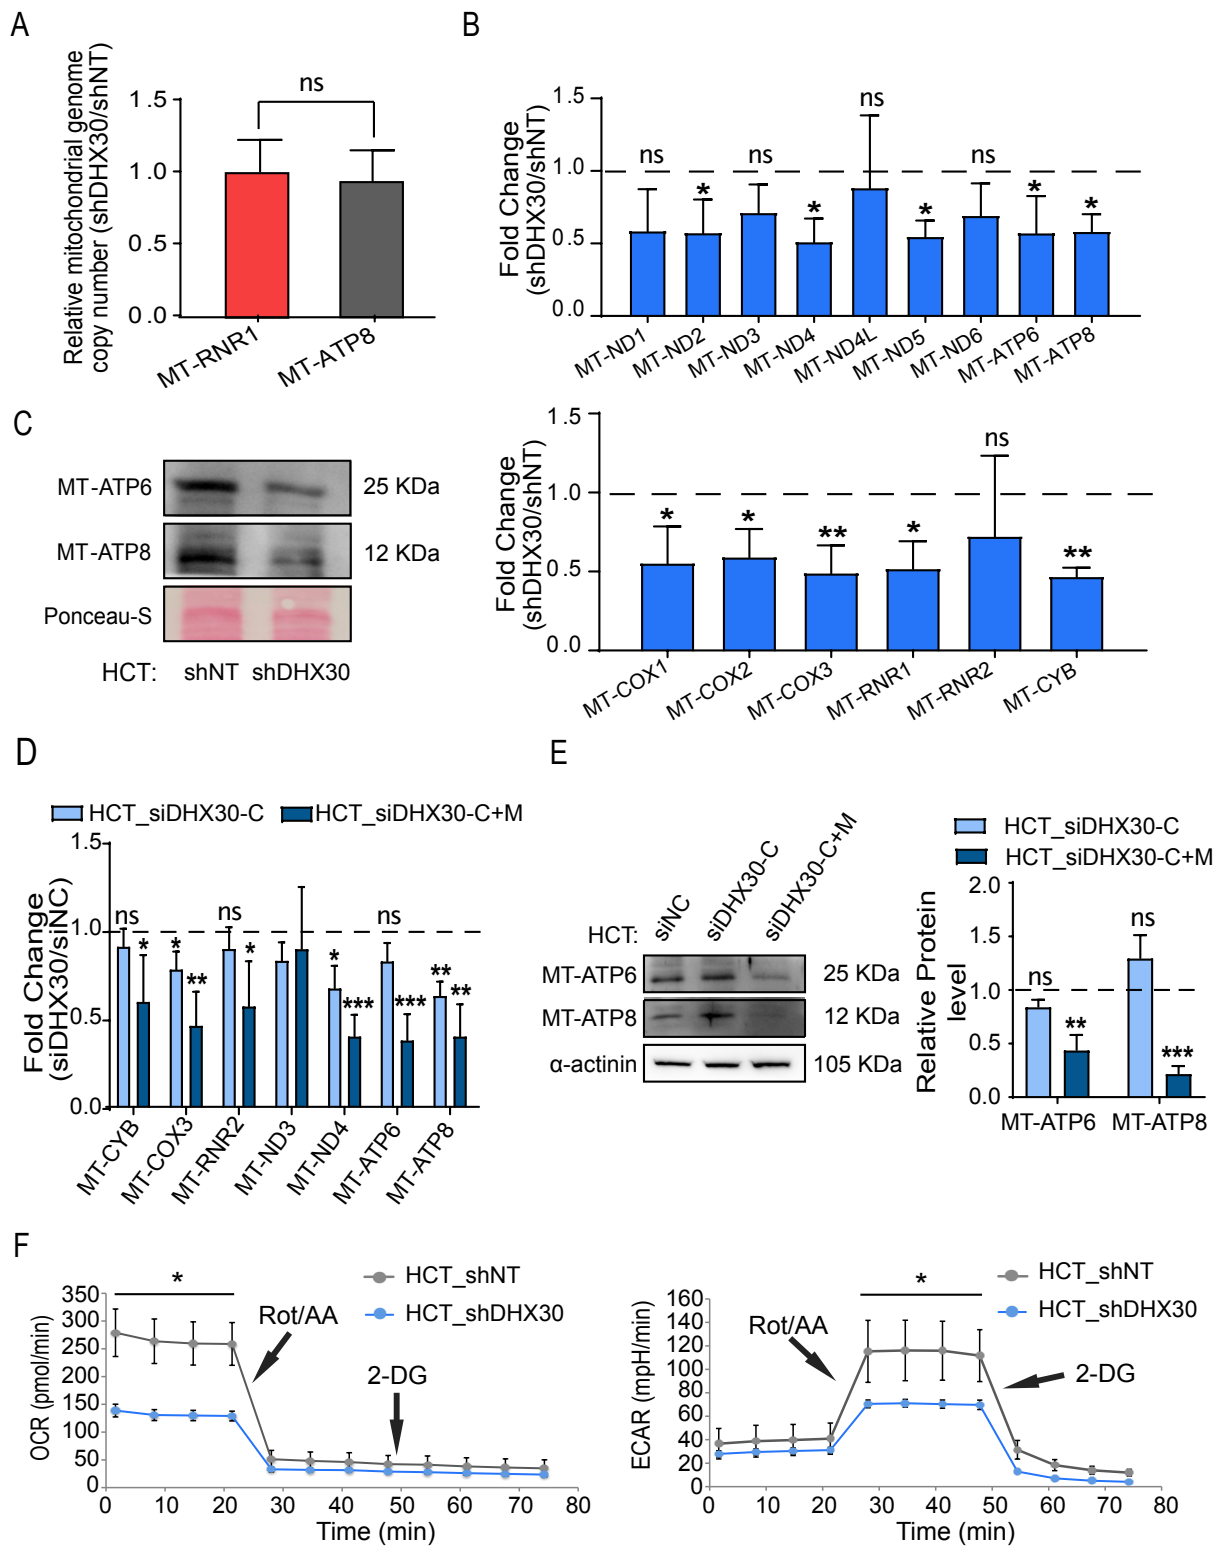 A
Relative mitochondrial genome
copy number (shDHX30/shNT)
1.5
1.0
0.5
0.0
ns
MT-RNR1
MT-ATP8
B
Fold Change
(shDHX30/shNT)
1.5
1.0
0.5
0.0
ns
*
ns
*
ns
*
ns
*
*
MT-ND1
MT-ND2
MT-ND3
MT-ND4
MT-ND4L
MT-ND5
MT-ND6
MT-ATP6
MT-ATP8
Fold Change
(shDHX30/shNT)
1.5
1.0
0.5
0.0
*
*
**
*
ns
**
MT-COX1
MT-COX2
MT-COX3
MT-RNR1
MT-RNR2
MT-CYB
C
MT-ATP6
25 KDa
MT-ATP8
12 KDa
Ponceau-S
HCT: shNT shDHX30
D
HCT_siDHX30-C
HCT_siDHX30-C+M
Fold Change
(siDHX30/siNC)
1.5
1.0
0.5
0.0
ns
*
*
**
ns
*
*
***
ns
***
**
**
MT-CYB
MT-COX3
MT-RNR2
MT-ND3
MT-ND4
MT-ATP6
MT-ATP8
E
HCT:
siNC
siDHX30-C
siDHX30-C+M
MT-ATP6
25 KDa
MT-ATP8
12 KDa
α-actinin
105 KDa
HCT_siDHX30-C
HCT_siDHX30-C+M
Relative Protein
level
2.0
1.5
1.0
0.5
0.0
ns
**
ns
***
MT-ATP6
MT-ATP8
F
OCR (pmol/min)
350
300
250
200
150
100
50
0
*
Rot/AA
2-DG
HCT_shNT
HCT_shDHX30
0 10 20 30 40 50 60 70 80
Time (min)
ECAR (mpH/min)
160
140
120
100
80
60
40
20
0
Rot/AA
*
2-DG
HCT_shNT
HCT_shDHX30
0 10 20 30 40 50 60 70 80
Time (min)